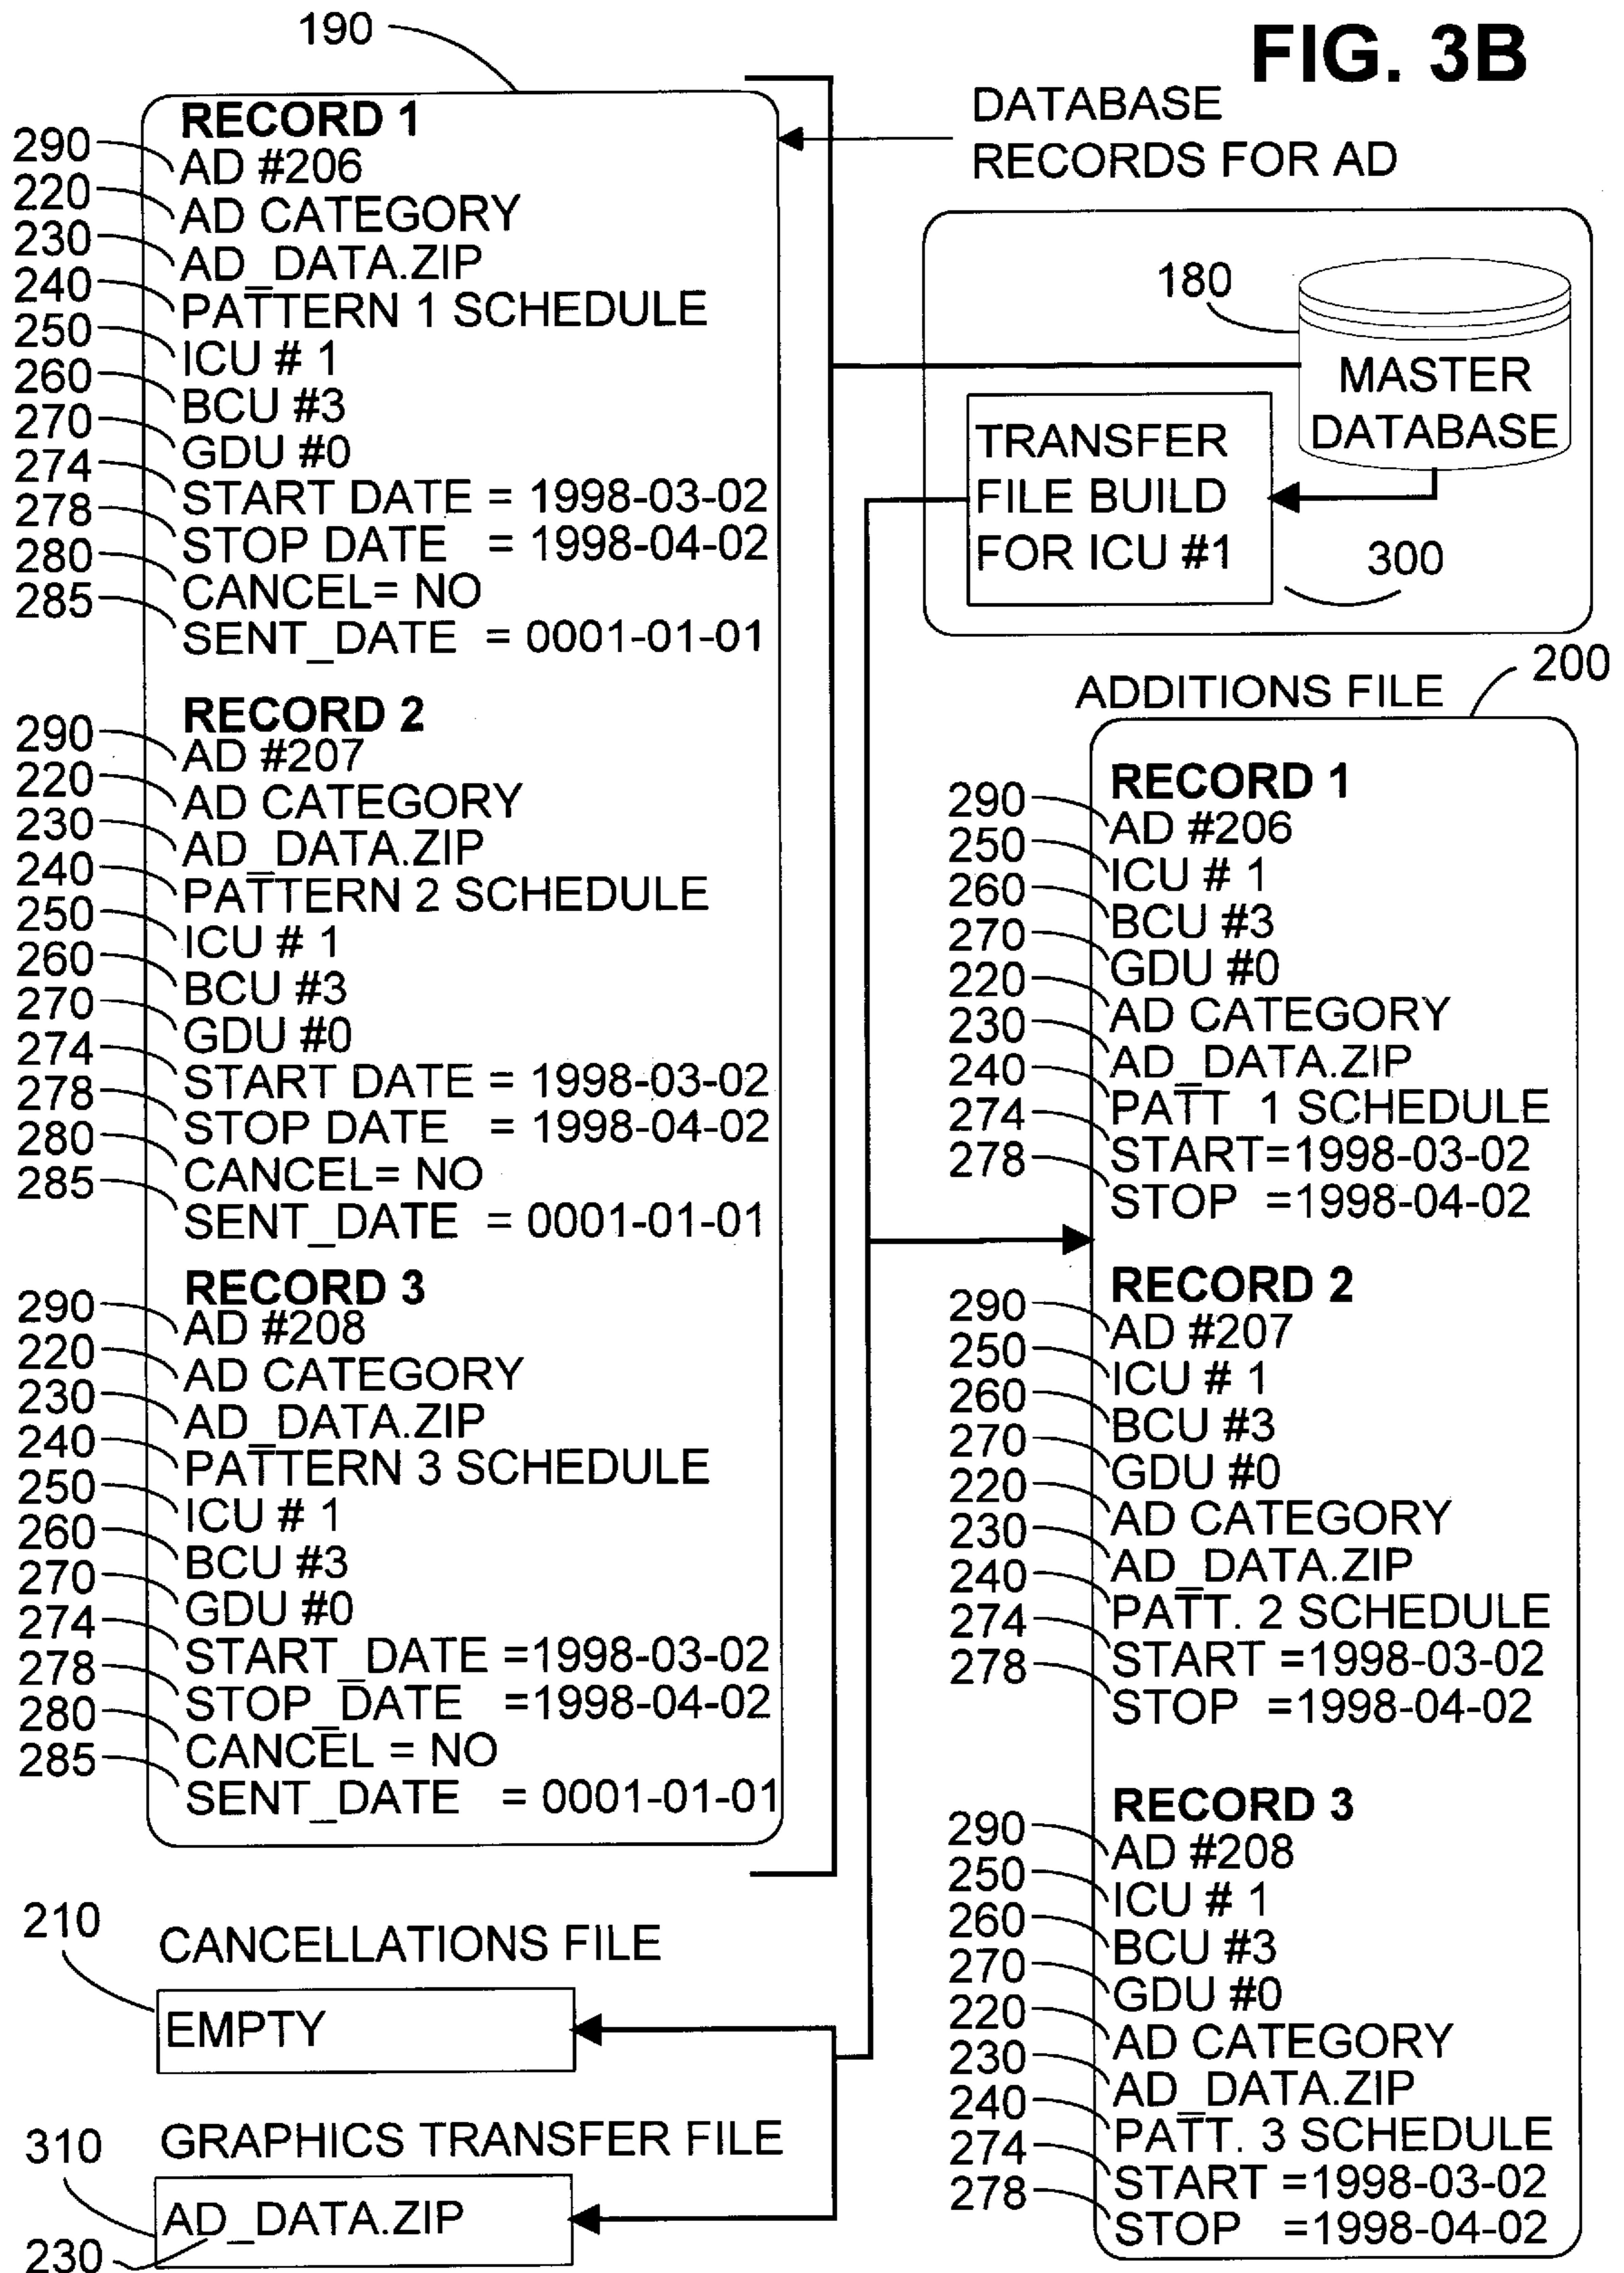 FIG. 3B
190
DATABASE
RECORDS FOR AD
RECORD 1
290 AD #206
220 AD CATEGORY
230 AD_DATA.ZIP
240 PATTERN 1 SCHEDULE
250 ICU # 1
260 BCU #3
270 GDU #0
274 START DATE = 1998-03-02
278 STOP DATE = 1998-04-02
280 CANCEL= NO
285 SENT_DATE = 0001-01-01
RECORD 2
290 AD #207
220 AD CATEGORY
230 AD_DATA.ZIP
240 PATTERN 2 SCHEDULE
250 ICU # 1
260 BCU #3
270 GDU #0
274 START DATE = 1998-03-02
278 STOP DATE = 1998-04-02
280 CANCEL= NO
285 SENT_DATE = 0001-01-01
RECORD 3
290 AD #208
220 AD CATEGORY
230 AD_DATA.ZIP
240 PATTERN 3 SCHEDULE
250 ICU # 1
260 BCU #3
270 GDU #0
274 START_DATE =1998-03-02
278 STOP_DATE =1998-04-02
280 CANCEL = NO
285 SENT_DATE = 0001-01-01
210
CANCELLATIONS FILE
EMPTY
310
GRAPHICS TRANSFER FILE
AD_DATA.ZIP
230
180
MASTER
DATABASE
TRANSFER
FILE BUILD
FOR ICU #1
300
200
ADDITIONS FILE
RECORD 1
290 AD #206
250 ICU # 1
260 BCU #3
270 GDU #0
220 AD CATEGORY
230 AD_DATA.ZIP
240 PATT 1 SCHEDULE
274 START=1998-03-02
278 STOP =1998-04-02
RECORD 2
290 AD #207
250 ICU # 1
260 BCU #3
270 GDU #0
220 AD CATEGORY
230 AD_DATA.ZIP
240 PATT. 2 SCHEDULE
274 START =1998-03-02
278 STOP =1998-04-02
RECORD 3
290 AD #208
250 ICU # 1
260 BCU #3
270 GDU #0
220 AD CATEGORY
230 AD_DATA.ZIP
240 PATT. 3 SCHEDULE
274 START =1998-03-02
278 STOP =1998-04-02